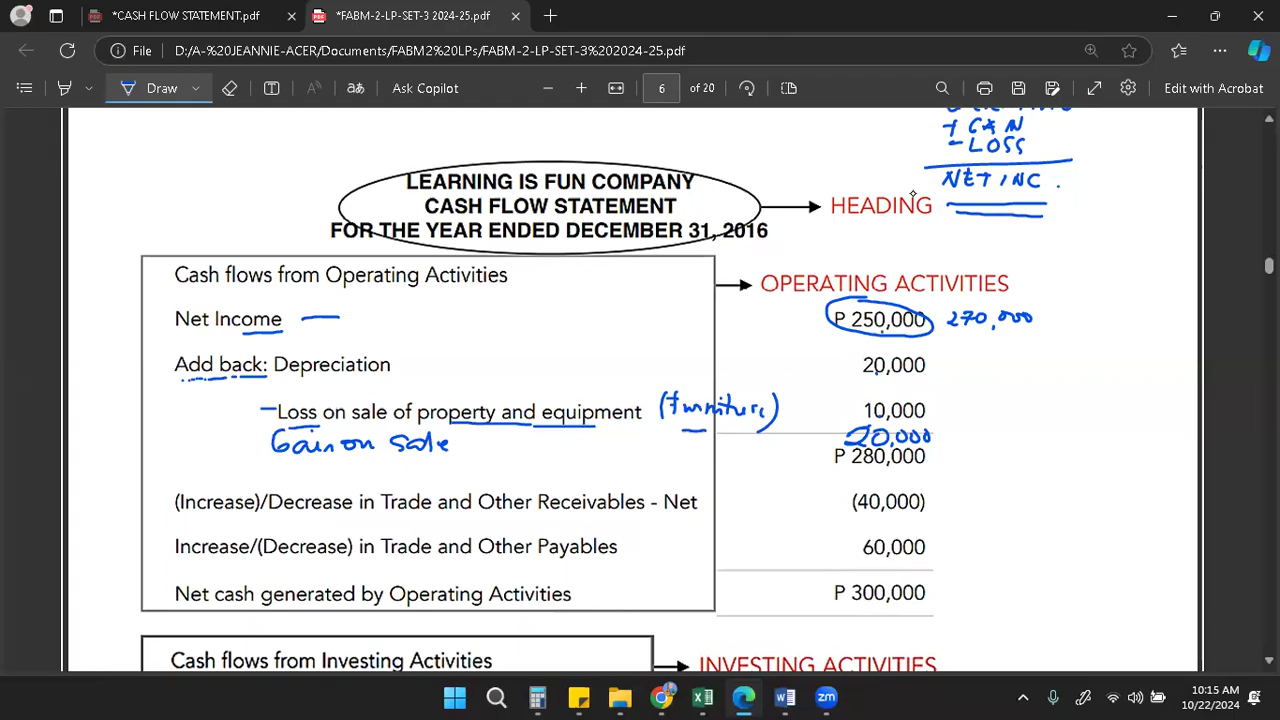 *CASH FLOW STATEMENT.pdf
*FABM-2-LP-SET-3 2024-25.pdf
File D:/A-%20JEANNIE-ACER/Documents/FABM2%20LPs/FABM-2-LP-SET-3%202024-25.pdf
Draw Ask Copilot 6 of 20 Edit with Acrobat
+ GAN
- LOSS
NET INC.
LEARNING IS FUN COMPANY
CASH FLOW STATEMENT
FOR THE YEAR ENDED DECEMBER 31, 2016
HEADING
Cash flows from Operating Activities
OPERATING ACTIVITIES
Net Income P 250,000 270,000
Add back: Depreciation 20,000
-Loss on sale of property and equipment (furniture) 10,000
Gain on sale 20,000
P 280,000
(Increase)/Decrease in Trade and Other Receivables - Net (40,000)
Increase/(Decrease) in Trade and Other Payables 60,000
Net cash generated by Operating Activities P 300,000
Cash flows from Investing Activities
INVESTING ACTIVITIES
10:15 AM
10/22/2024